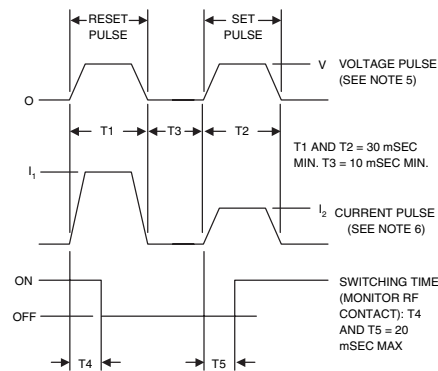 RESET
PULSE
SET
PULSE
V
VOLTAGE PULSE
(SEE NOTE 5)
O
T1
T3
T2
T1 AND T2 = 30 mSEC
MIN. T3 = 10 mSEC MIN.
I1
I2
CURRENT PULSE
(SEE NOTE 6)
ON
OFF
SWITCHING TIME
(MONITOR RF
CONTACT): T4
AND T5 = 20
mSEC MAX
T4
T5